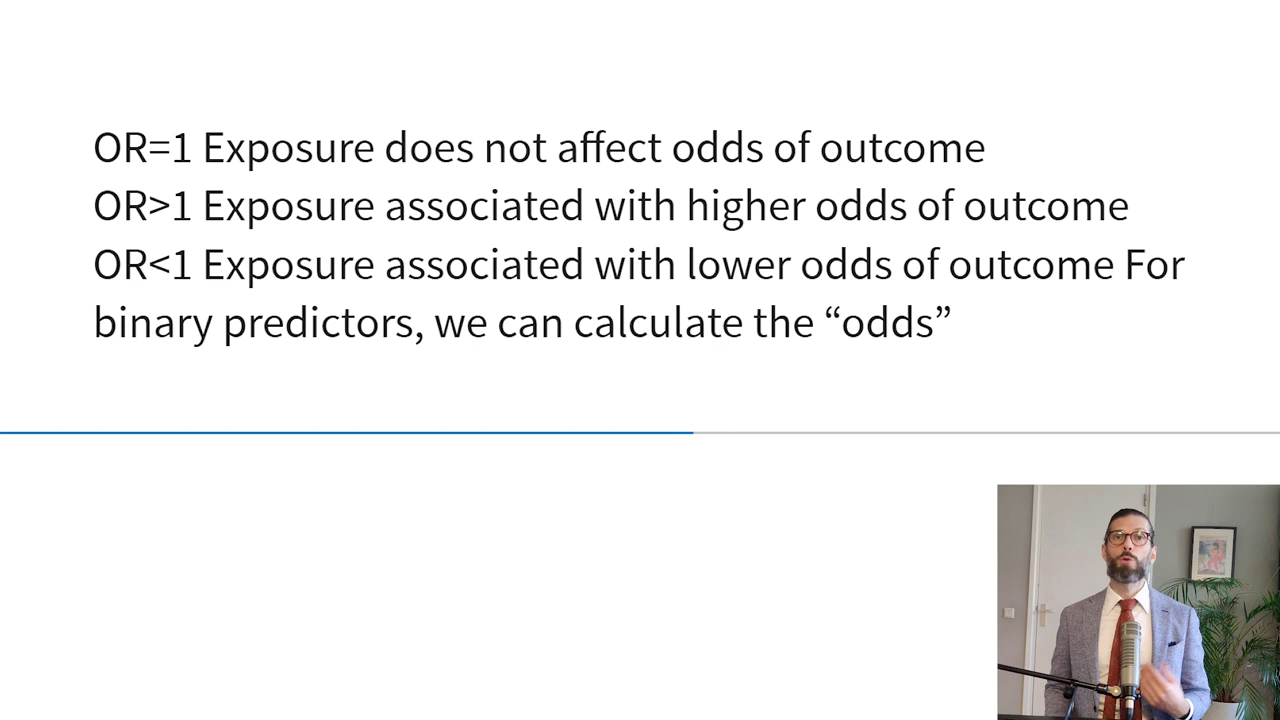 OR=1 Exposure does not affect odds of outcome
OR>1 Exposure associated with higher odds of outcome
OR<1 Exposure associated with lower odds of outcome For
binary predictors, we can calculate the “odds”